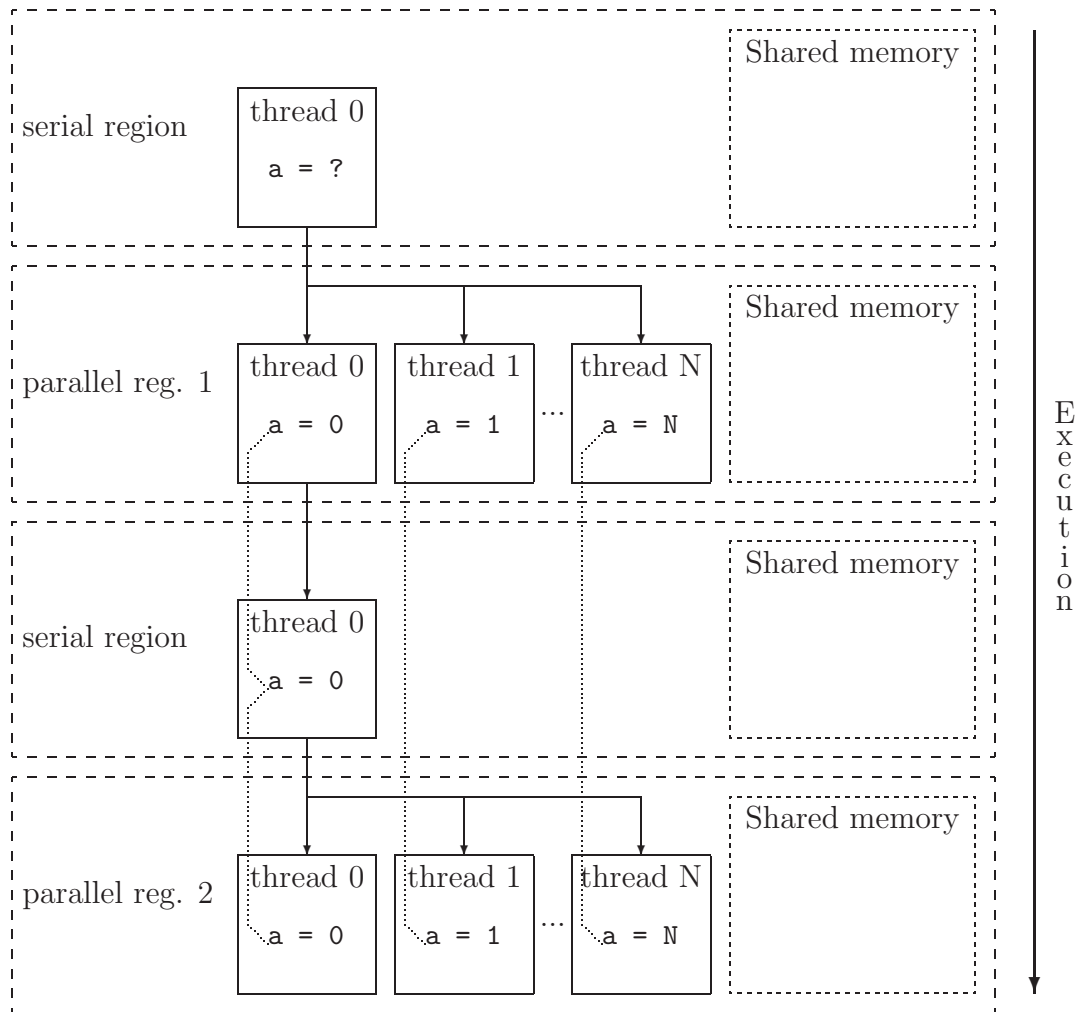 Shared memory
thread 0
serial region
a = ?
Shared memory
thread 0 thread 1 thread N
parallel reg. 1
a = 0 a = 1 ... a = N
Execution
Shared memory
thread 0
serial region
a = 0
Shared memory
thread 0 thread 1 thread N
parallel reg. 2
a = 0 a = 1 ... a = N